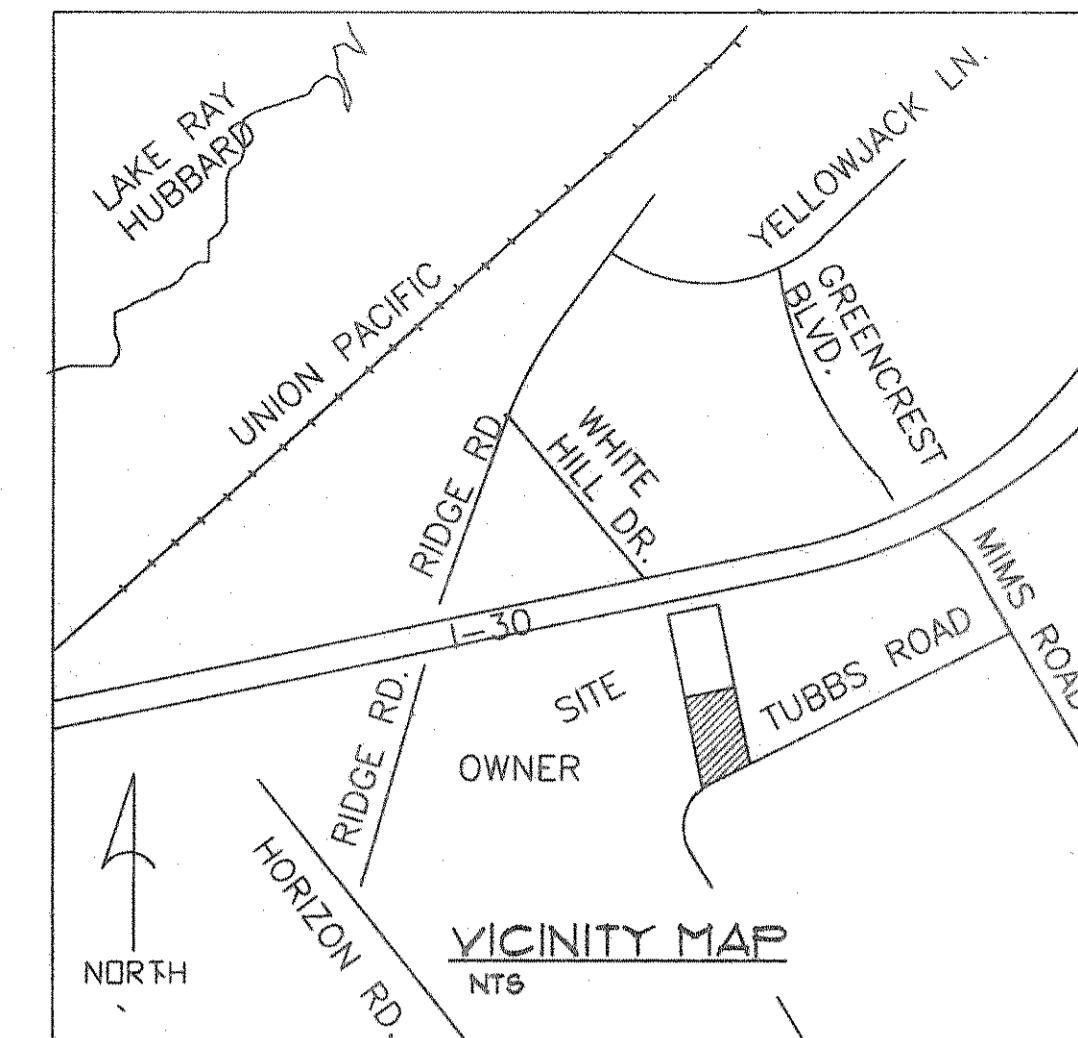 LAKE RAY
HUBBARD
YELLOWJACK LN.
UNION PACIFIC
GREENCREST
BLVD.
WHITE
HILL DR.
RIDGE RD.
I-30
MIMS ROAD
TUBBS ROAD
SITE
OWNER
RIDGE RD.
HORIZON RD.
NORTH
VICINITY MAP
NTS